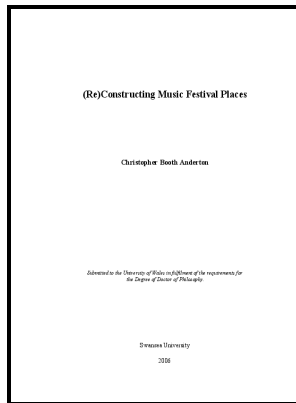 (Re)Constructing Music Festival Places
Christopher Booth Anderton
Submitted to the University of Wales in fulfilment of the requirements for
the Degree of Doctor of Philosophy.
Swansea University
2006